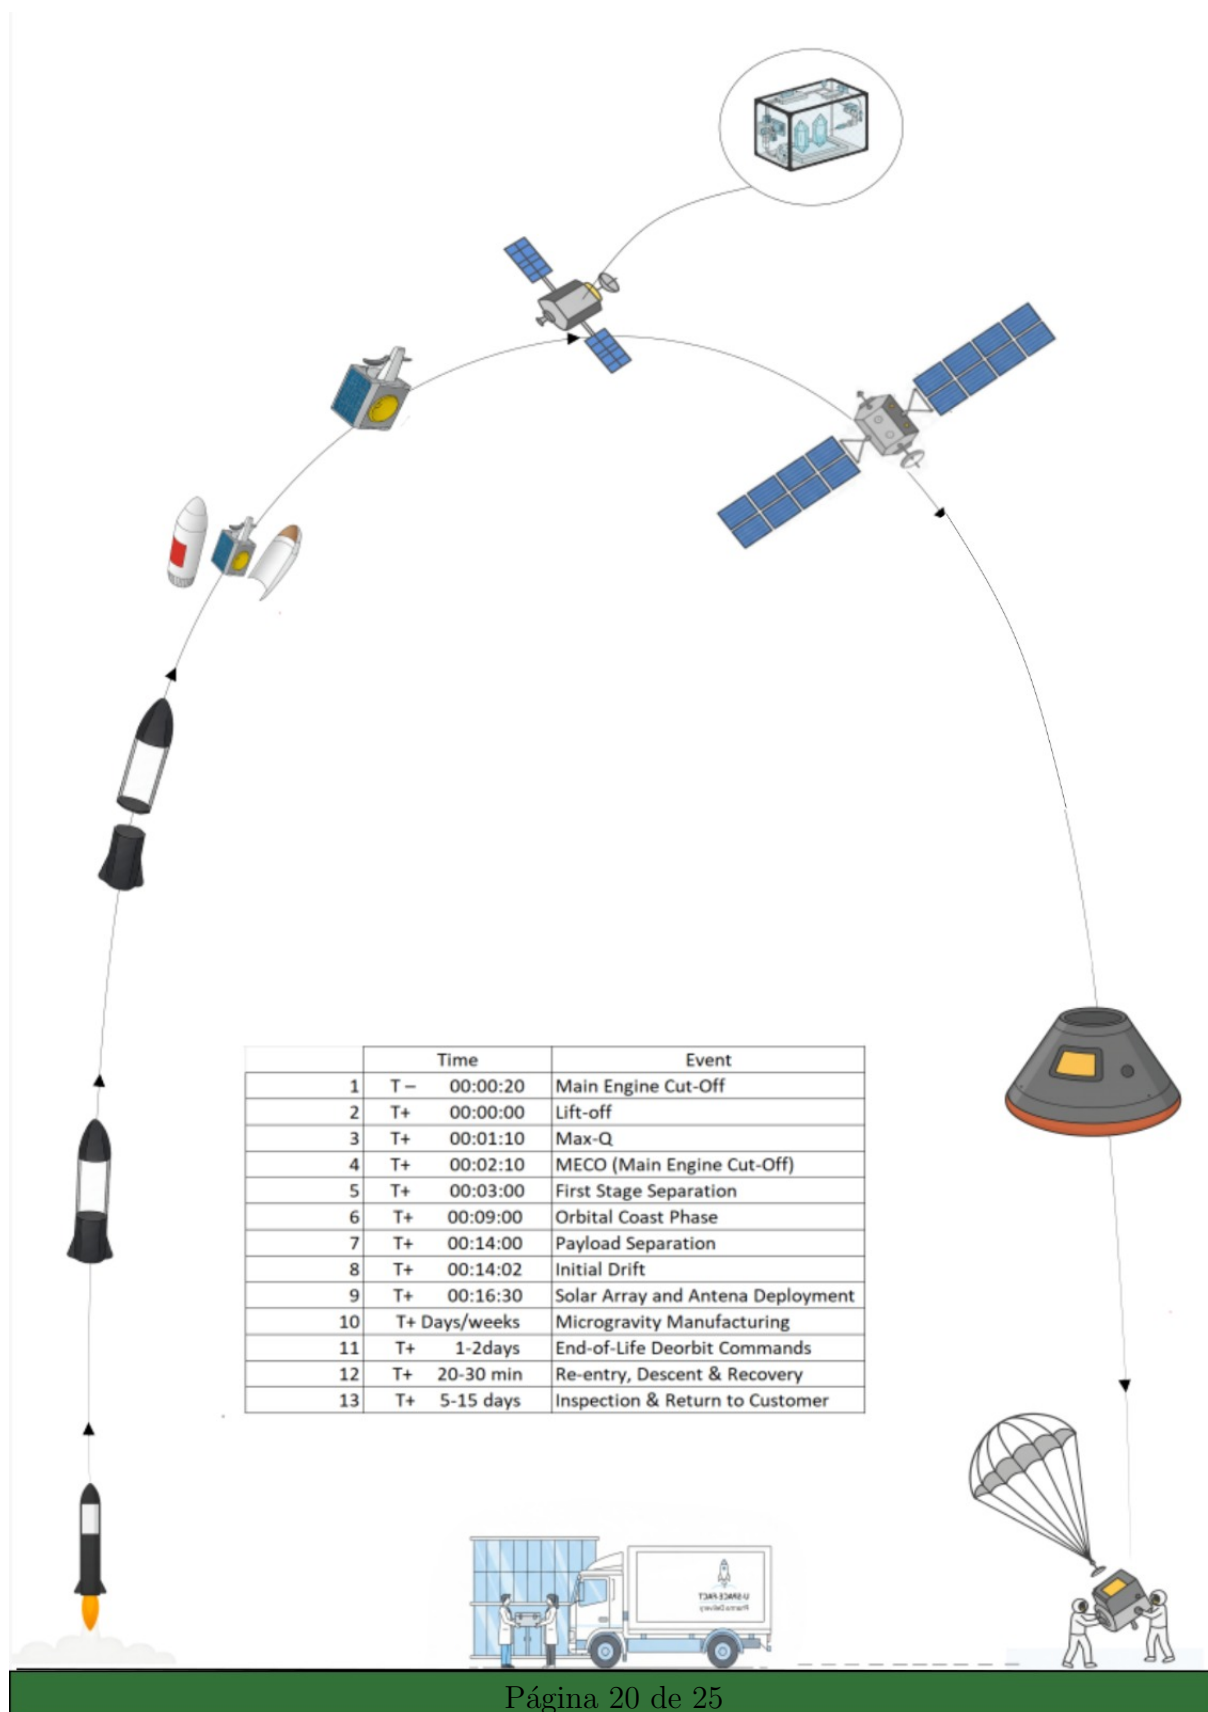 Time Event
1 T – 00:00:20 Main Engine Cut-Off
2 T+ 00:00:00 Lift-off
3 T+ 00:01:10 Max-Q
4 T+ 00:02:10 MECO (Main Engine Cut-Off)
5 T+ 00:03:00 First Stage Separation
6 T+ 00:09:00 Orbital Coast Phase
7 T+ 00:14:00 Payload Separation
8 T+ 00:14:02 Initial Drift
9 T+ 00:16:30 Solar Array and Antena Deployment
10 T+ Days/weeks Microgravity Manufacturing
11 T+ 1-2days End-of-Life Deorbit Commands
12 T+ 20-30 min Re-entry, Descent & Recovery
13 T+ 5-15 days Inspection & Return to Customer
U-SPACE FACT
Pharma Delivery
Página 20 de 25